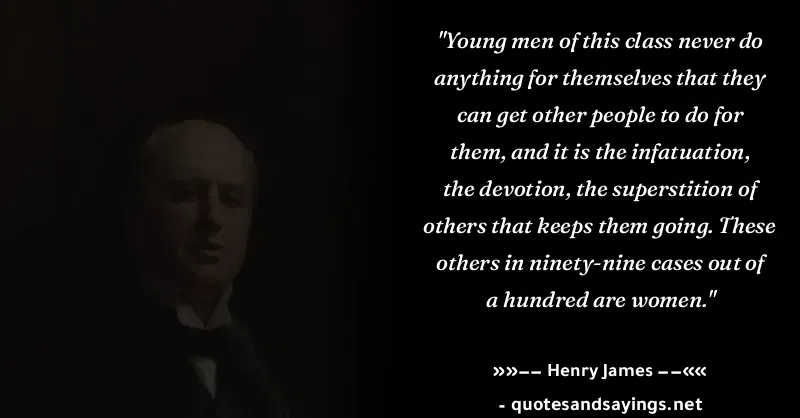 "Young men of this class never do
anything for themselves that they
can get other people to do for
them, and it is the infatuation,
the devotion, the superstition of
others that keeps them going. These
others in ninety-nine cases out of
a hundred are women."
»»–– Henry James ––««
- quotesandsayings.net